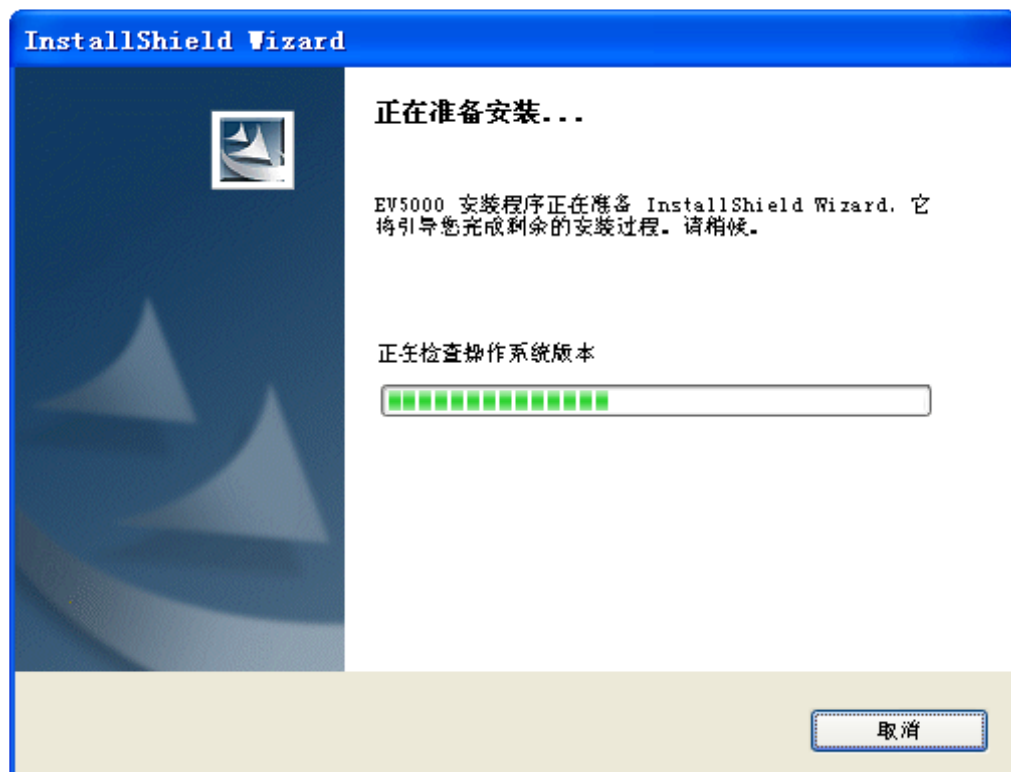 InstallShield Wizard
正在准备安装...
EV5000 安装程序正在准备 InstallShield Wizard, 它
将引导您完成剩余的安装过程。请稍候。
正在检查操作系统版本
取消